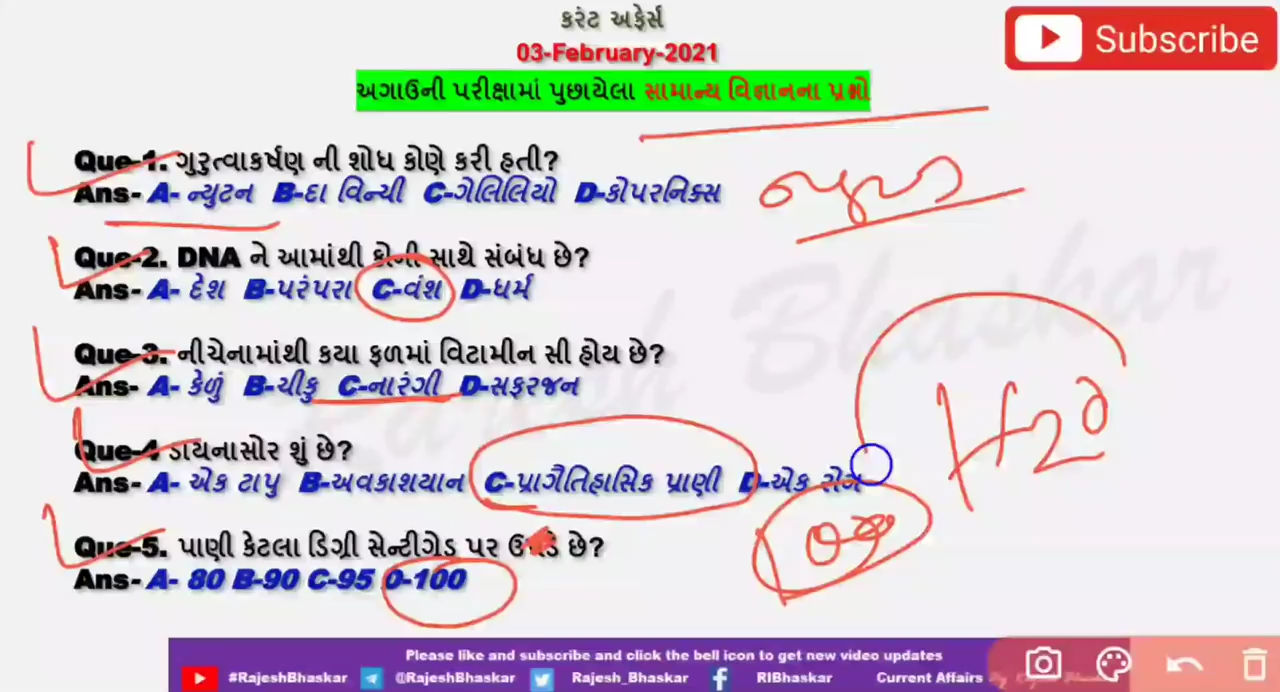 કરંટ અફેર્સ
Subscribe
03-February-2021
અગાઉની પરીક્ષામાં પુછાયેલા સામાન્ય વિજ્ઞાનના પ્રશ્નો
Que-1. ગુરુત્વાકર્ષણ ની શોધ કોણે કરી હતી?
Ans- A- ન્યુટન B-દા વિન્ચી C-ગેલિલિયો D-કોપરનિક્સ
Que-2. DNA ને આમાંથી કોની સાથે સંબંધ છે?
Ans- A- દેશ B-પરંપરા C-વંશ D-ધર્મ
Que-3. નીચેનામાંથી કયા ફળમાં વિટામીન સી હોય છે?
Ans- A- કેળું B-ચીકુ C-નારંગી D-સફરજન
H20
Que-4 ડાયનાસોર શું છે?
Ans- A- એક ટાપુ B-અવકાશયાન C-પ્રાગૈતિહાસિક પ્રાણી D-એક રોગ
Que-5. પાણી કેટલા ડિગ્રી સેન્ટીગ્રેડ પર છે?
Ans- A- 80 B-90 C-95 D-100
Please like and subscribe and click the bell icon to get new video updates
#RajeshBhaskar @RajeshBhaskar Rajesh_Bhaskar RIBhaskar Current Affairs By